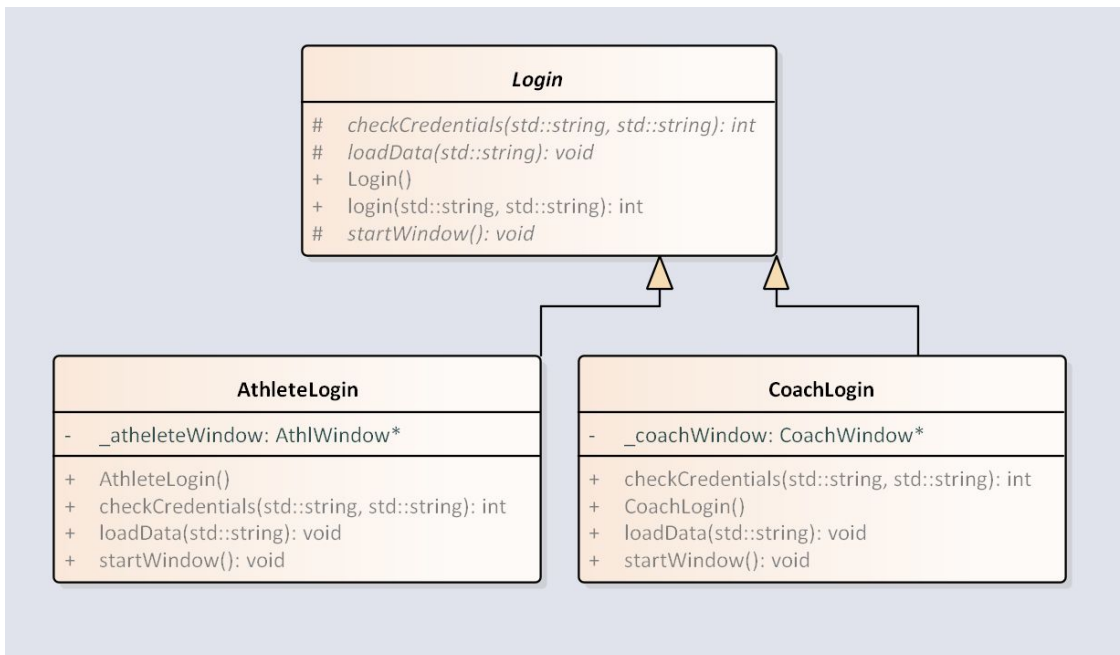 Login
# checkCredentials(std::string, std::string): int
# loadData(std::string): void
+ Login()
+ login(std::string, std::string): int
# startWindow(): void
AthleteLogin
- _atheleteWindow: AthlWindow*
+ AthleteLogin()
+ checkCredentials(std::string, std::string): int
+ loadData(std::string): void
+ startWindow(): void
CoachLogin
- _coachWindow: CoachWindow*
+ checkCredentials(std::string, std::string): int
+ CoachLogin()
+ loadData(std::string): void
+ startWindow(): void